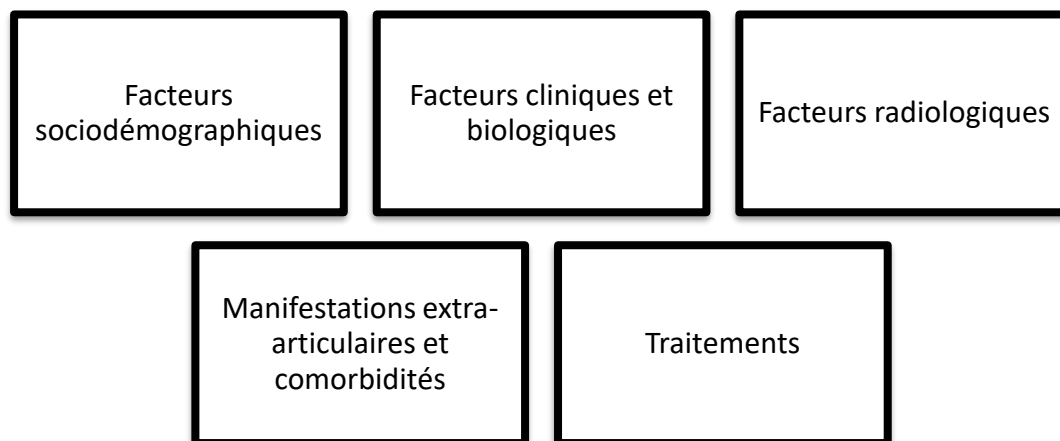 Facteurs
sociodémographiques
Facteurs cliniques et
biologiques
Facteurs radiologiques
Manifestations extra-
articulaires et
comorbidités
Traitements